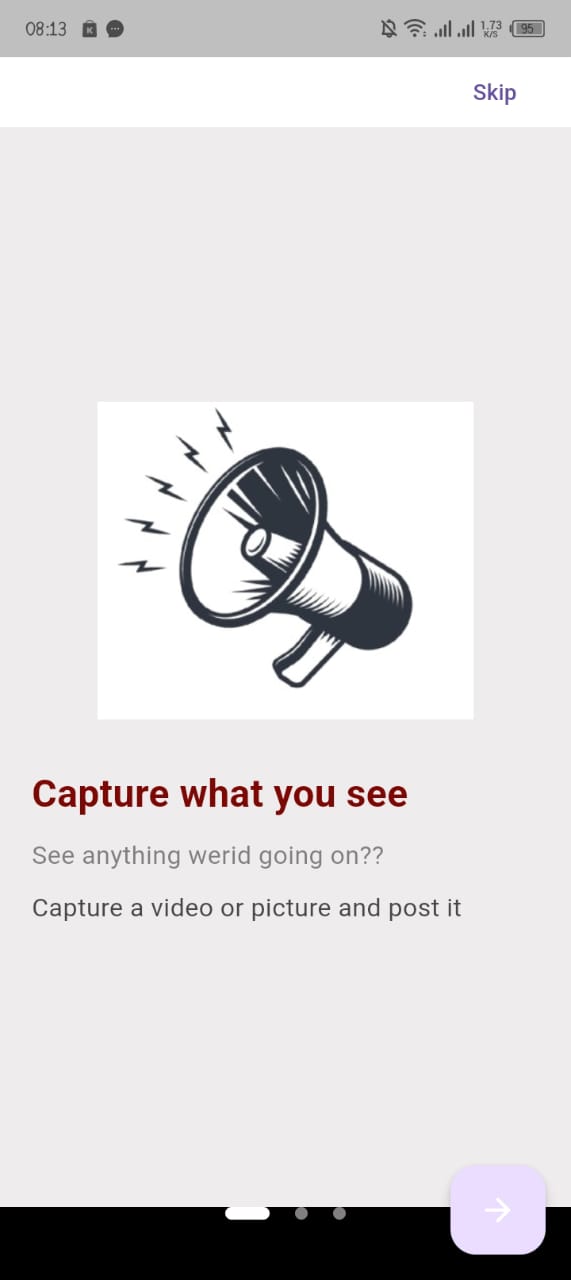 08:13
K
1.73
K/S
95
Skip
Capture what you see
See anything werid going on??
Capture a video or picture and post it